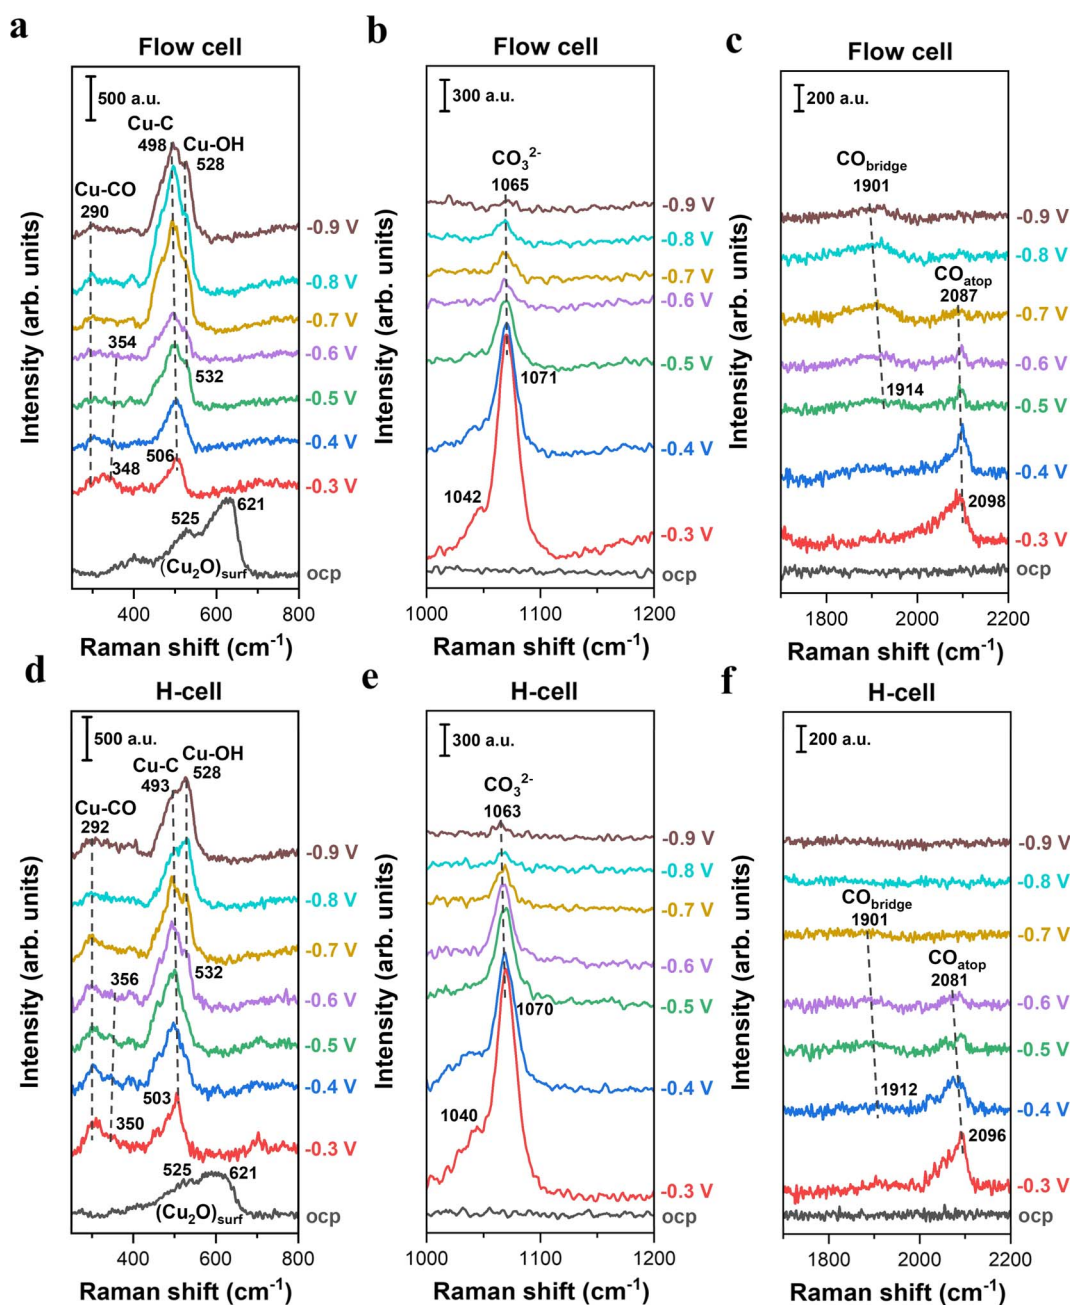 a
Flow cell
500 a.u.
Cu-C
498
Cu-OH
528
Cu-CO
290
-0.9 V
-0.8 V
-0.7 V
354
-0.6 V
532
-0.5 V
-0.4 V
506
348
-0.3 V
621
525
(Cu₂O)surf
ocp
Intensity (arb. units)
400
600
800
Raman shift (cm⁻¹)
b
Flow cell
300 a.u.
CO₃²⁻
1065
-0.9 V
-0.8 V
-0.7 V
-0.6 V
1071
-0.5 V
-0.4 V
1042
-0.3 V
ocp
Intensity (arb. units)
1000
1100
1200
Raman shift (cm⁻¹)
c
Flow cell
200 a.u.
CObridge
1901
-0.9 V
-0.8 V
COatop
2087
-0.7 V
-0.6 V
1914
-0.5 V
-0.4 V
2098
-0.3 V
ocp
Intensity (arb. units)
1800
2000
2200
Raman shift (cm⁻¹)
d
H-cell
500 a.u.
Cu-OH
Cu-C
528
493
Cu-CO
292
-0.9 V
-0.8 V
-0.7 V
532
356
-0.6 V
-0.5 V
-0.4 V
503
350
-0.3 V
525
621
(Cu₂O)surf
ocp
Intensity (arb. units)
400
600
800
Raman shift (cm⁻¹)
e
H-cell
300 a.u.
CO₃²⁻
1063
-0.9 V
-0.8 V
-0.7 V
-0.6 V
1070
-0.5 V
-0.4 V
1040
-0.3 V
ocp
Intensity (arb. units)
1000
1100
1200
Raman shift (cm⁻¹)
f
H-cell
200 a.u.
-0.9 V
-0.8 V
CObridge
1901
-0.7 V
COatop
2081
-0.6 V
-0.5 V
1912
-0.4 V
2096
-0.3 V
ocp
Intensity (arb. units)
1800
2000
2200
Raman shift (cm⁻¹)